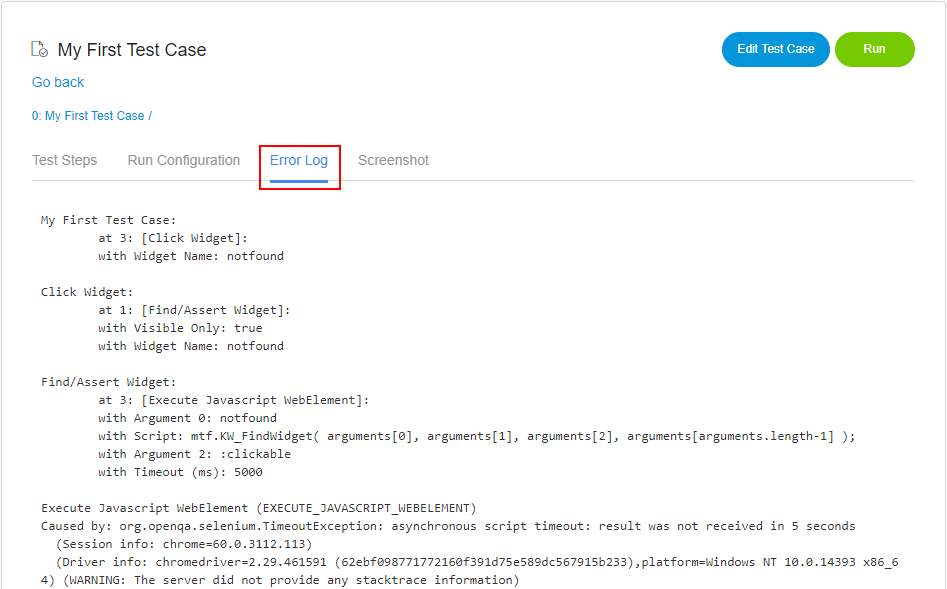 My First Test Case
Edit Test Case
Run
Go back
0: My First Test Case /
Test Steps
Run Configuration
Error Log
Screenshot
My First Test Case:
at 3: [Click Widget]:
with Widget Name: notfound
Click Widget:
at 1: [Find/Assert Widget]:
with Visible Only: true
with Widget Name: notfound
Find/Assert Widget:
at 3: [Execute Javascript WebElement]:
with Argument 0: notfound
with Script: mtf.KW_FindWidget( arguments[0], arguments[1], arguments[2], arguments[arguments.length-1] );
with Argument 2: :clickable
with Timeout (ms): 5000
Execute Javascript WebElement (EXECUTE_JAVASCRIPT_WEBELEMENT)
Caused by: org.openqa.selenium.TimeoutException: asynchronous script timeout: result was not received in 5 seconds
(Session info: chrome=60.0.3112.113)
(Driver info: chromedriver=2.29.461591 (62ebf098771772160f391d75e589dc567915b233),platform=Windows NT 10.0.14393 x86_6
4) (WARNING: The server did not provide any stacktrace information)